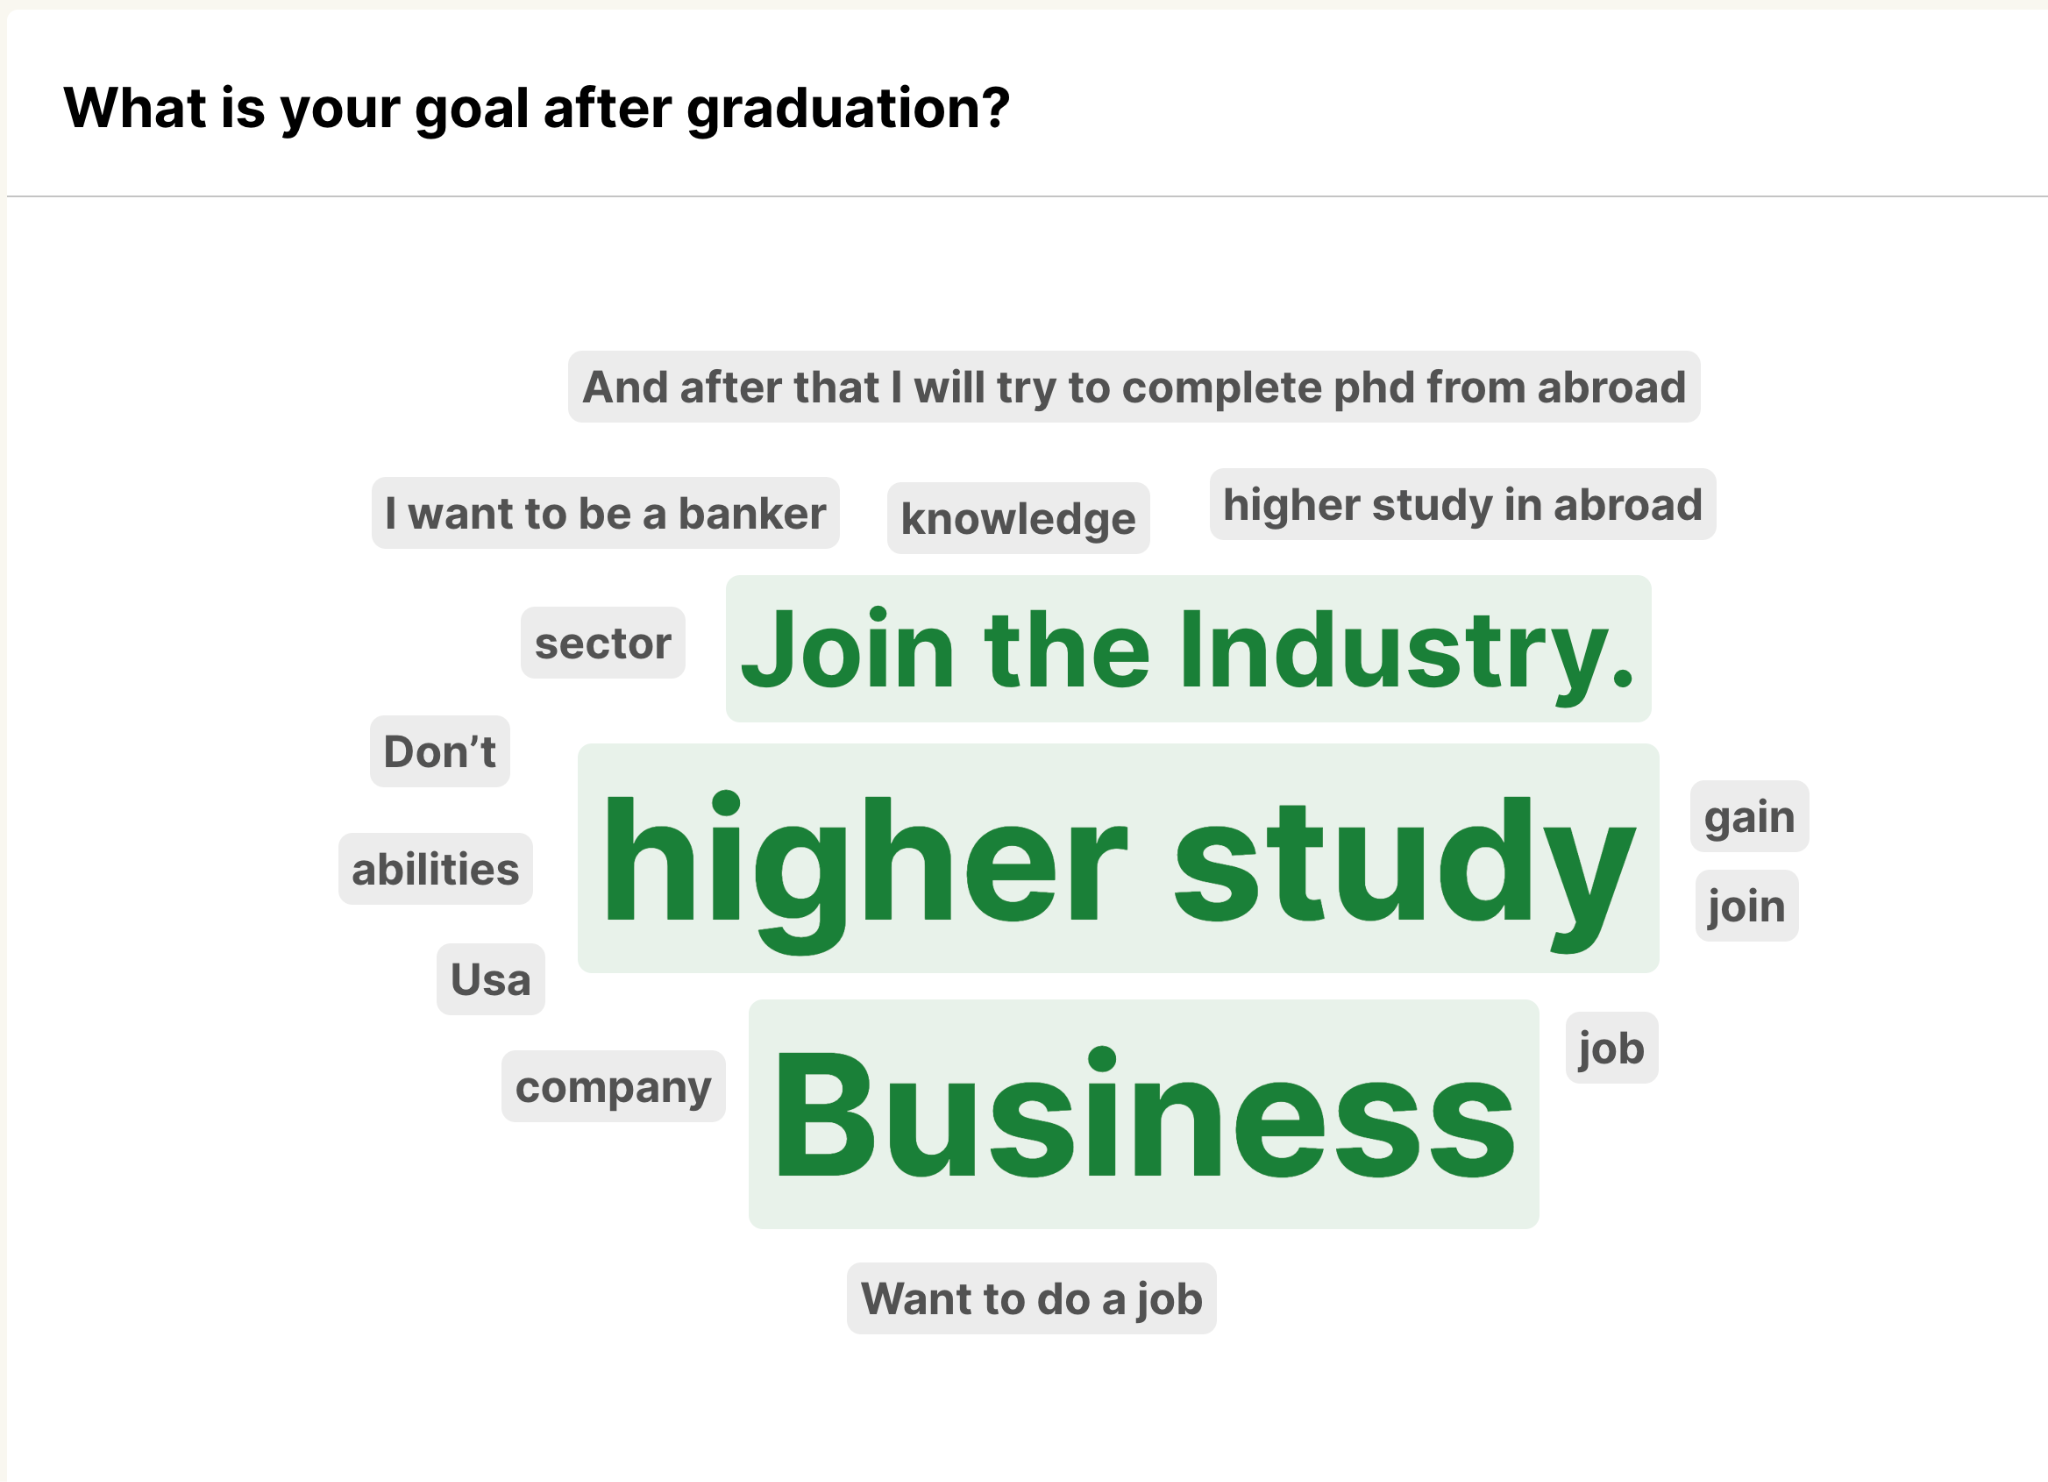 What is your goal after graduation?
And after that I will try to complete phd from abroad
I want to be a banker
knowledge
higher study in abroad
sector
Join the Industry.
Don’t
higher study
gain
abilities
join
Usa
company
Business
job
Want to do a job